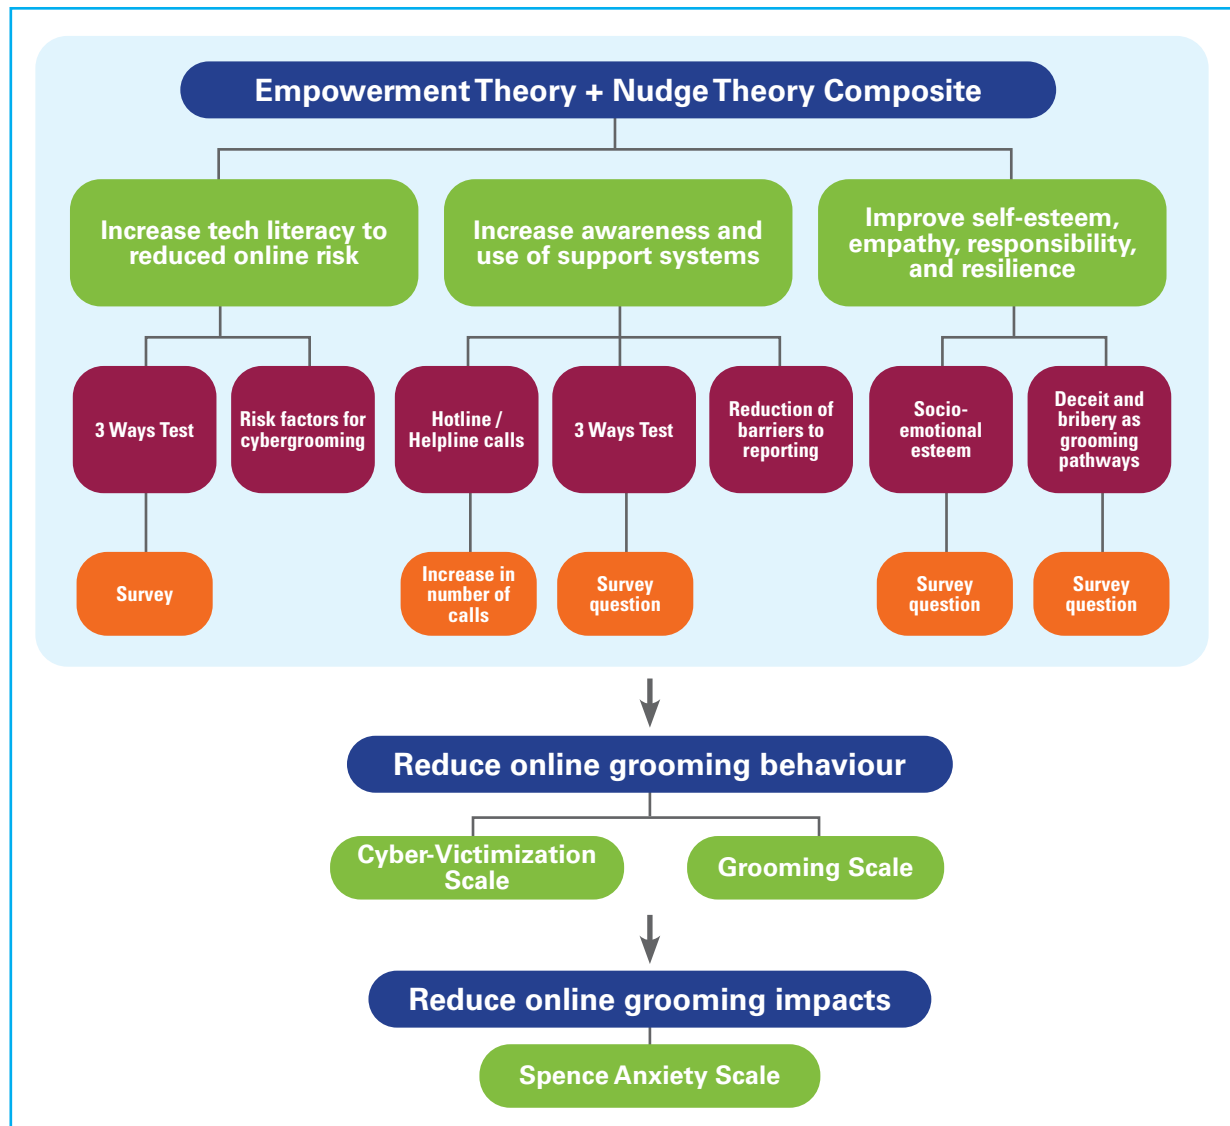 Empowerment Theory + Nudge Theory Composite
Increase tech literacy to
reduced online risk
Increase awareness and
use of support systems
Improve self-esteem,
empathy, responsibility,
and resilience
3 Ways Test
Risk factors for
cybergrooming
Hotline /
Helpline calls
3 Ways Test
Reduction of
barriers to
reporting
Socio-
emotional
esteem
Deceit and
bribery as
grooming
pathways
Survey
Increase in
number of
calls
Survey
question
Survey
question
Survey
question
Reduce online grooming behaviour
Cyber-Victimization
Scale
Grooming Scale
Reduce online grooming impacts
Spence Anxiety Scale